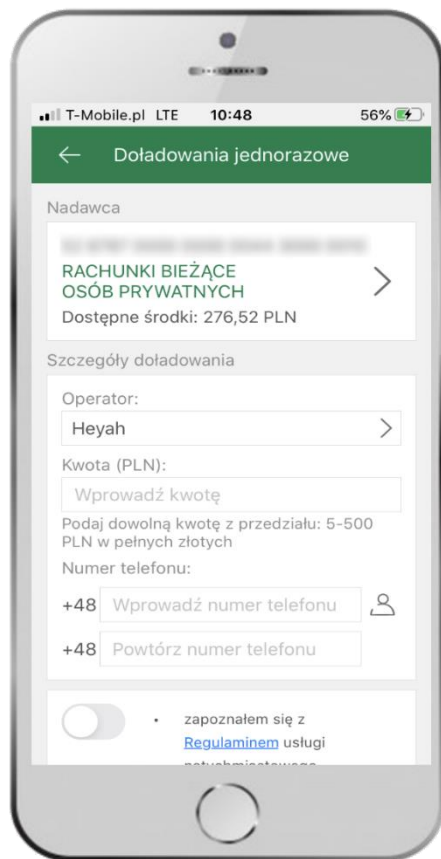 T-Mobile.pl LTE 10:48 56%
Doładowania jednorazowe
Nadawca
RACHUNKI BIEŻĄCE
OSÓB PRYWATNYCH
Dostępne środki: 276,52 PLN
Szczegóły doładowania
Operator:
Heyah
Kwota (PLN):
Wprowadź kwotę
Podaj dowolną kwotę z przedziału: 5-500
PLN w pełnych złotych
Numer telefonu:
+48 Wprowadź numer telefonu
+48 Powtórz numer telefonu
• zapoznałem się z
Regulaminem usługi